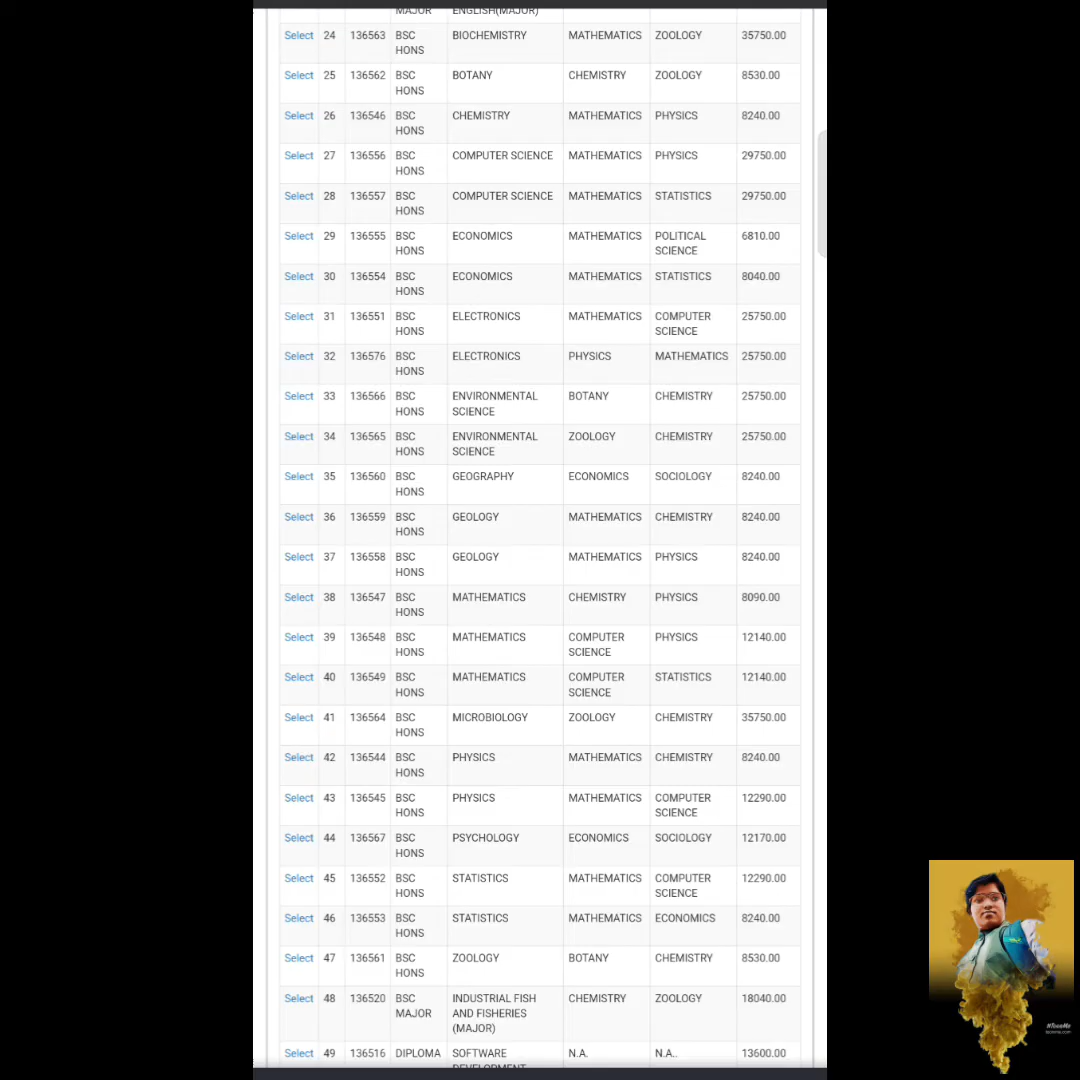 MAJOR ENGLISH(MAJOR)
Select 24 136563 BSC BIOCHEMISTRY MATHEMATICS ZOOLOGY 35750.00
HONS
Select 25 136562 BSC BOTANY CHEMISTRY ZOOLOGY 8530.00
HONS
Select 26 136546 BSC CHEMISTRY MATHEMATICS PHYSICS 8240.00
HONS
Select 27 136556 BSC COMPUTER SCIENCE MATHEMATICS PHYSICS 29750.00
HONS
Select 28 136557 BSC COMPUTER SCIENCE MATHEMATICS STATISTICS 29750.00
HONS
Select 29 136555 BSC ECONOMICS MATHEMATICS POLITICAL 6810.00
HONS SCIENCE
Select 30 136554 BSC ECONOMICS MATHEMATICS STATISTICS 8040.00
HONS
Select 31 136551 BSC ELECTRONICS MATHEMATICS COMPUTER 25750.00
HONS SCIENCE
Select 32 136576 BSC ELECTRONICS PHYSICS MATHEMATICS 25750.00
HONS
Select 33 136566 BSC ENVIRONMENTAL BOTANY CHEMISTRY 25750.00
HONS SCIENCE
Select 34 136565 BSC ENVIRONMENTAL ZOOLOGY CHEMISTRY 25750.00
HONS SCIENCE
Select 35 136560 BSC GEOGRAPHY ECONOMICS SOCIOLOGY 8240.00
HONS
Select 36 136559 BSC GEOLOGY MATHEMATICS CHEMISTRY 8240.00
HONS
Select 37 136558 BSC GEOLOGY MATHEMATICS PHYSICS 8240.00
HONS
Select 38 136547 BSC MATHEMATICS CHEMISTRY PHYSICS 8090.00
HONS
Select 39 136548 BSC MATHEMATICS COMPUTER PHYSICS 12140.00
HONS SCIENCE
Select 40 136549 BSC MATHEMATICS COMPUTER STATISTICS 12140.00
HONS SCIENCE
Select 41 136564 BSC MICROBIOLOGY ZOOLOGY CHEMISTRY 35750.00
HONS
Select 42 136544 BSC PHYSICS MATHEMATICS CHEMISTRY 8240.00
HONS
Select 43 136545 BSC PHYSICS MATHEMATICS COMPUTER 12290.00
HONS SCIENCE
Select 44 136567 BSC PSYCHOLOGY ECONOMICS SOCIOLOGY 12170.00
HONS
Select 45 136552 BSC STATISTICS MATHEMATICS COMPUTER 12290.00
HONS SCIENCE
Select 46 136553 BSC STATISTICS MATHEMATICS ECONOMICS 8240.00
HONS
Select 47 136561 BSC ZOOLOGY BOTANY CHEMISTRY 8530.00
HONS
Select 48 136520 BSC INDUSTRIAL FISH CHEMISTRY ZOOLOGY 18040.00
MAJOR AND FISHERIES
(MAJOR)
Select 49 136516 DIPLOMA SOFTWARE N.A. N.A.. 13600.00
DEVELOPMENT